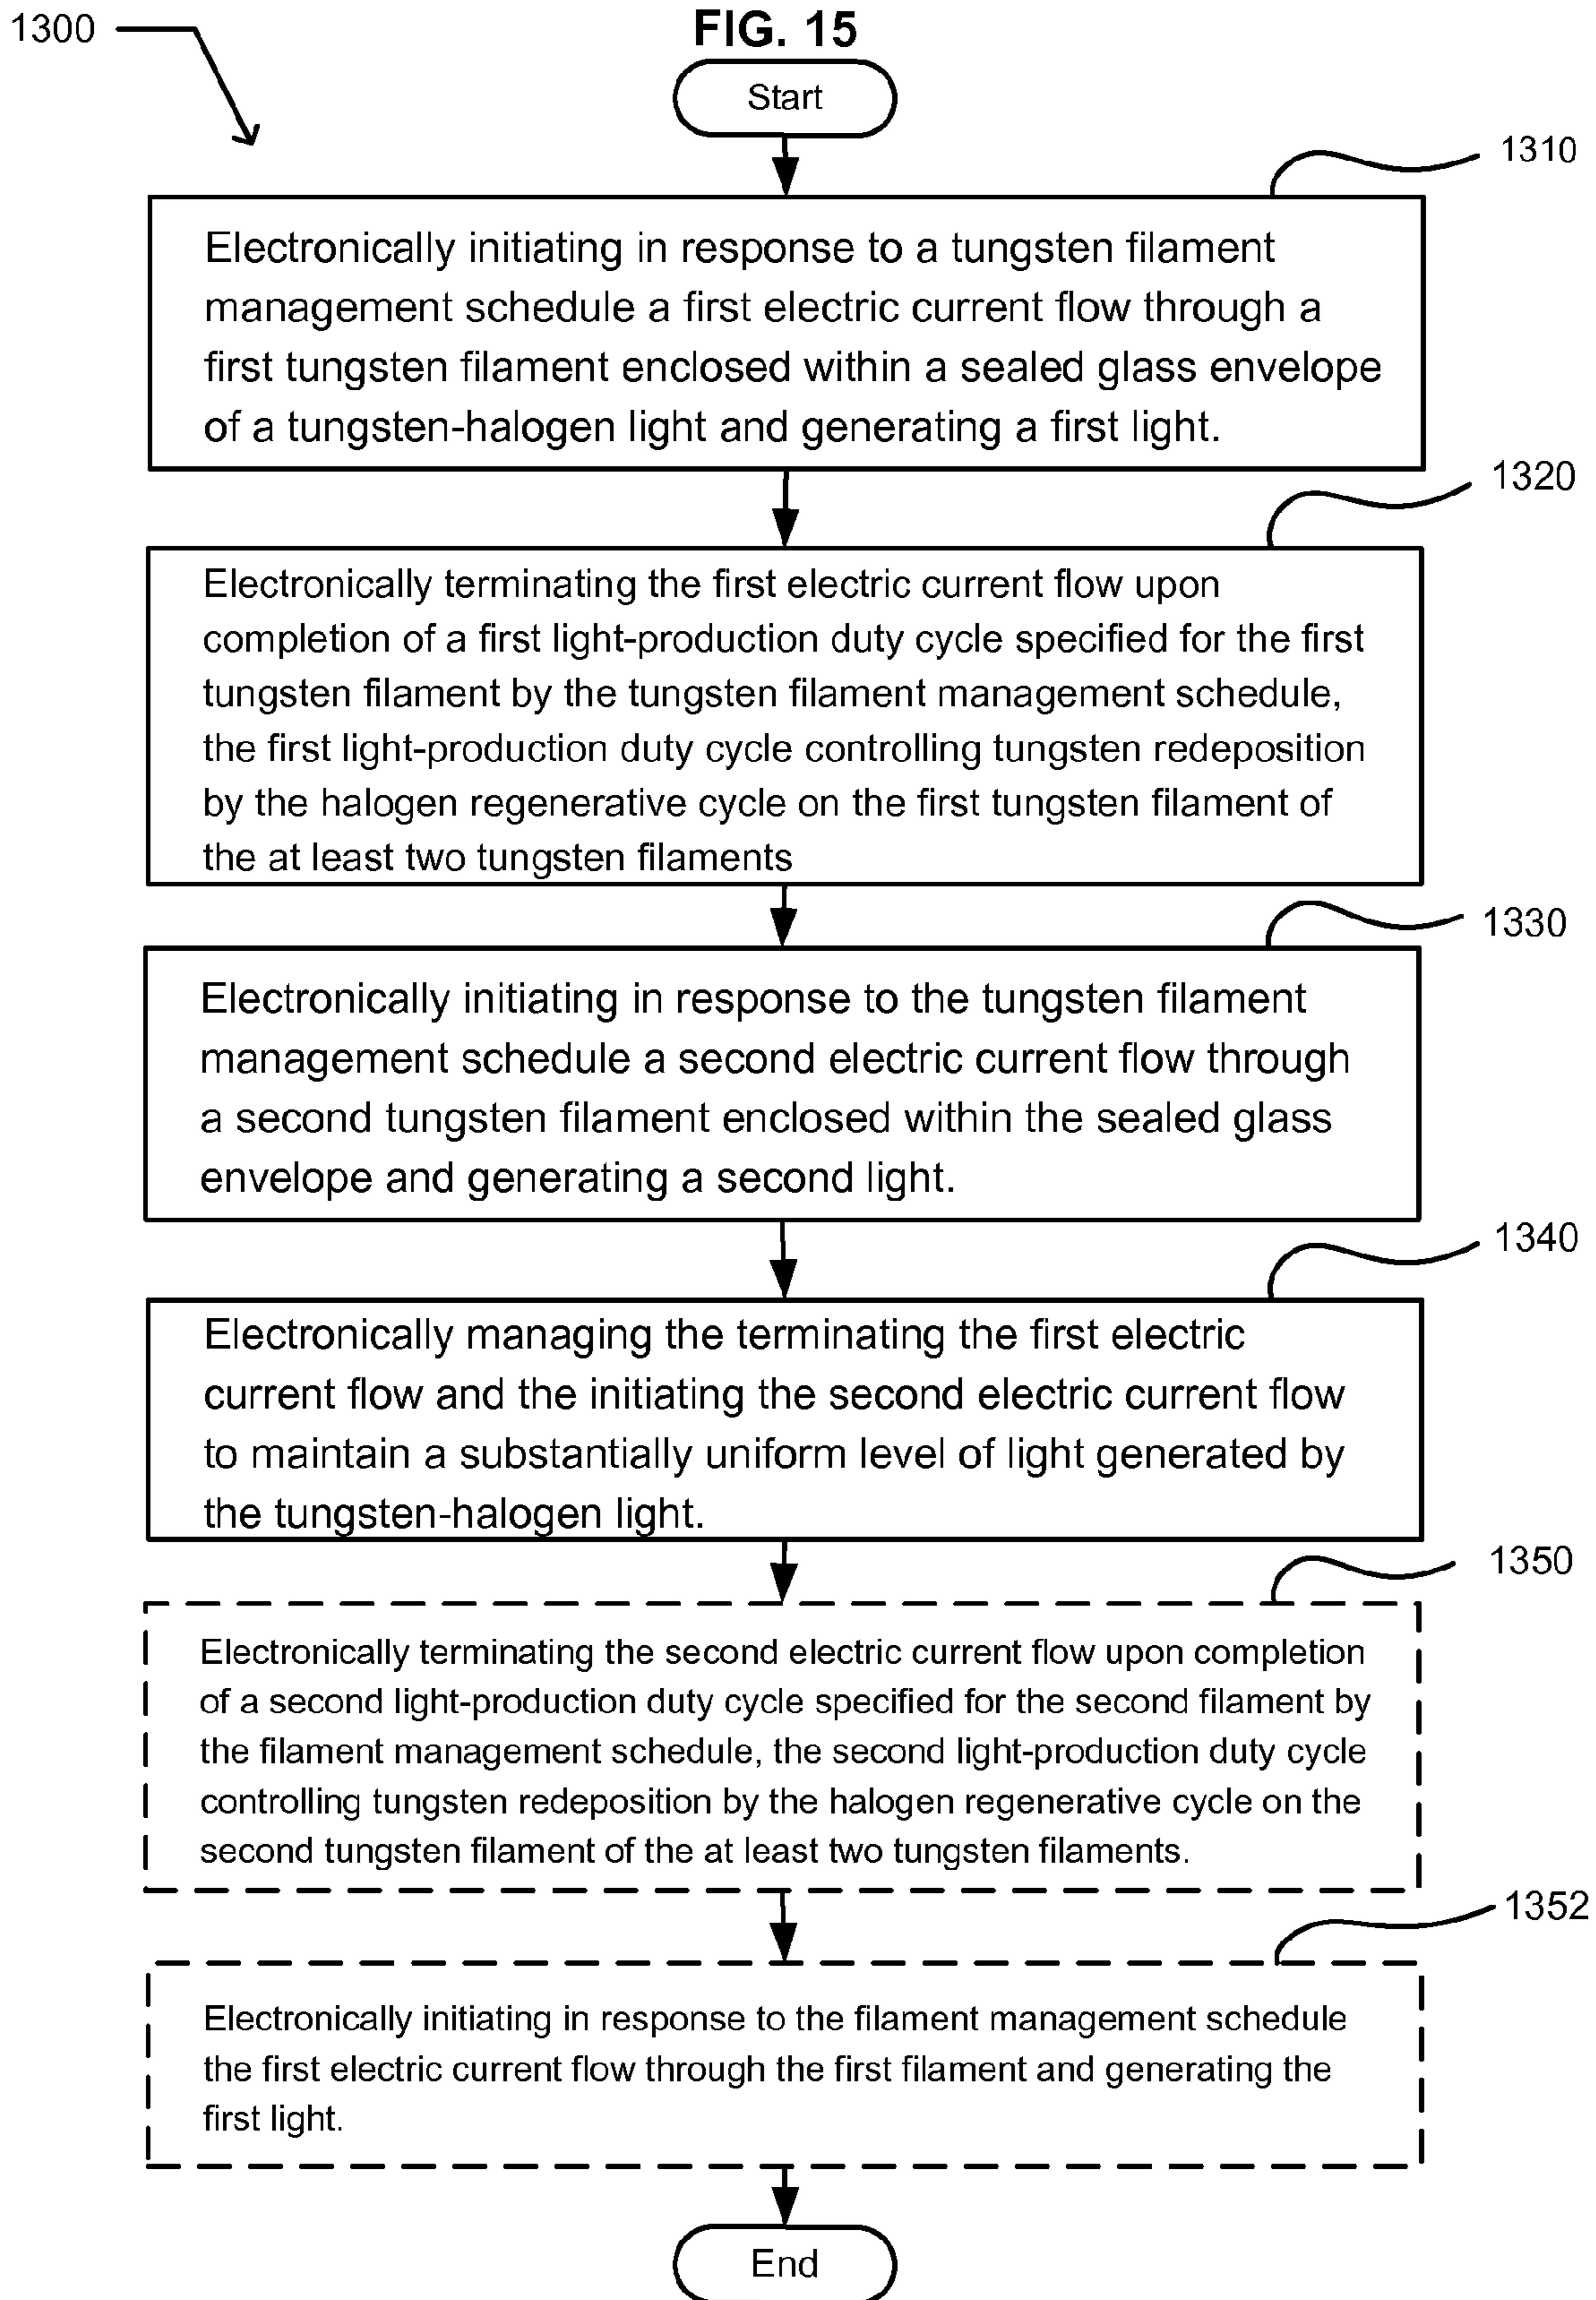 1300
FIG. 15
Start
1310
Electronically initiating in response to a tungsten filament
management schedule a first electric current flow through a
first tungsten filament enclosed within a sealed glass envelope
of a tungsten-halogen light and generating a first light.
1320
Electronically terminating the first electric current flow upon
completion of a first light-production duty cycle specified for the first
tungsten filament by the tungsten filament management schedule,
the first light-production duty cycle controlling tungsten redeposition
by the halogen regenerative cycle on the first tungsten filament of
the at least two tungsten filaments
1330
Electronically initiating in response to the tungsten filament
management schedule a second electric current flow through
a second tungsten filament enclosed within the sealed glass
envelope and generating a second light.
1340
Electronically managing the terminating the first electric
current flow and the initiating the second electric current flow
to maintain a substantially uniform level of light generated by
the tungsten-halogen light.
1350
Electronically terminating the second electric current flow upon completion
of a second light-production duty cycle specified for the second filament by
the filament management schedule, the second light-production duty cycle
controlling tungsten redeposition by the halogen regenerative cycle on the
second tungsten filament of the at least two tungsten filaments.
1352
Electronically initiating in response to the filament management schedule
the first electric current flow through the first filament and generating the
first light.
End